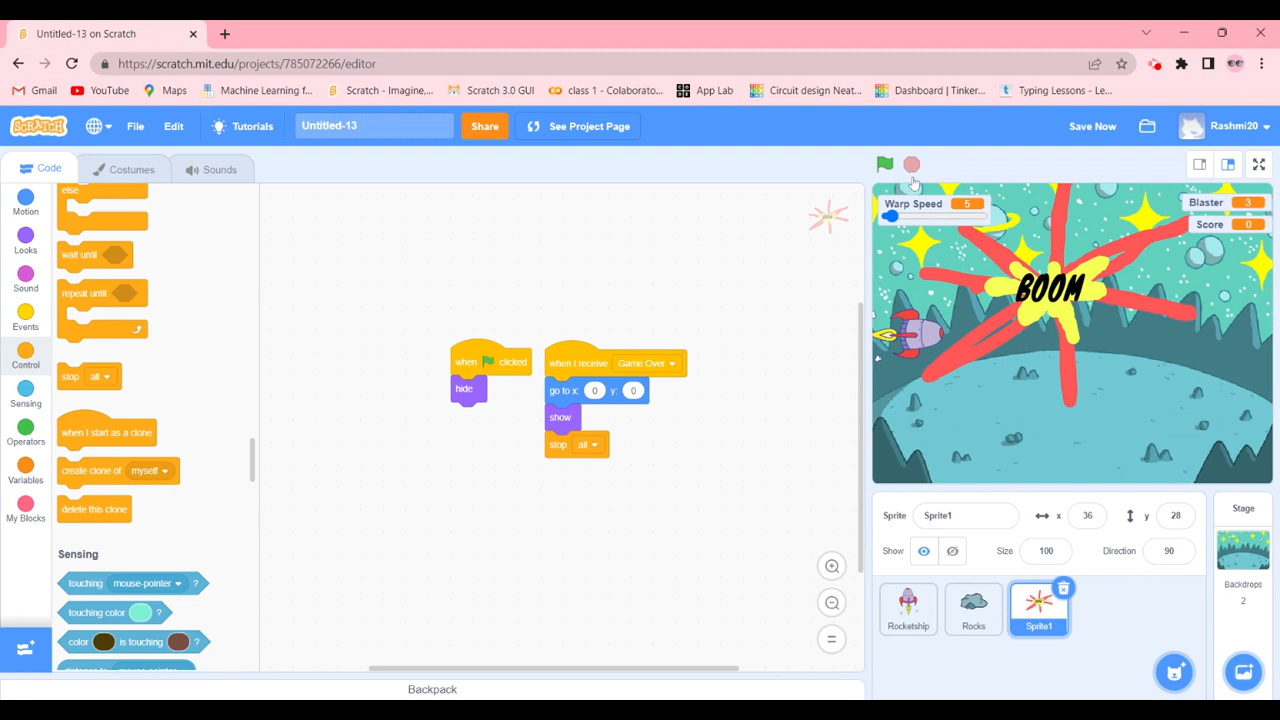 Untitled-13 on Scratch
https://scratch.mit.edu/projects/785072266/editor
Gmail YouTube Maps Machine Learning f... Scratch - Imagine,... Scratch 3.0 GUI class 1 - Colaborato... App Lab Circuit design Neat... Dashboard | Tinker... Typing Lessons - Le...
SCRATCH File Edit Tutorials Untitled-13 Share See Project Page Save Now Rashmi20
Code Costumes Sounds
Motion
Looks
Sound
Events
Control
Sensing
Operators
Variables
My Blocks
else
wait until
repeat until
stop all
when I start as a clone
create clone of myself
delete this clone
Sensing
touching mouse-pointer ?
touching color ?
color is touching ?
when clicked
hide
when I receive Game Over
go to x: 0 y: 0
show
stop all
Warp Speed 5
Blaster 3
Score 0
BOOM
Sprite Sprite1 x 36 y 28
Show Size 100 Direction 90
Rocketship Rocks Sprite1
Stage
Backdrops
2
Backpack